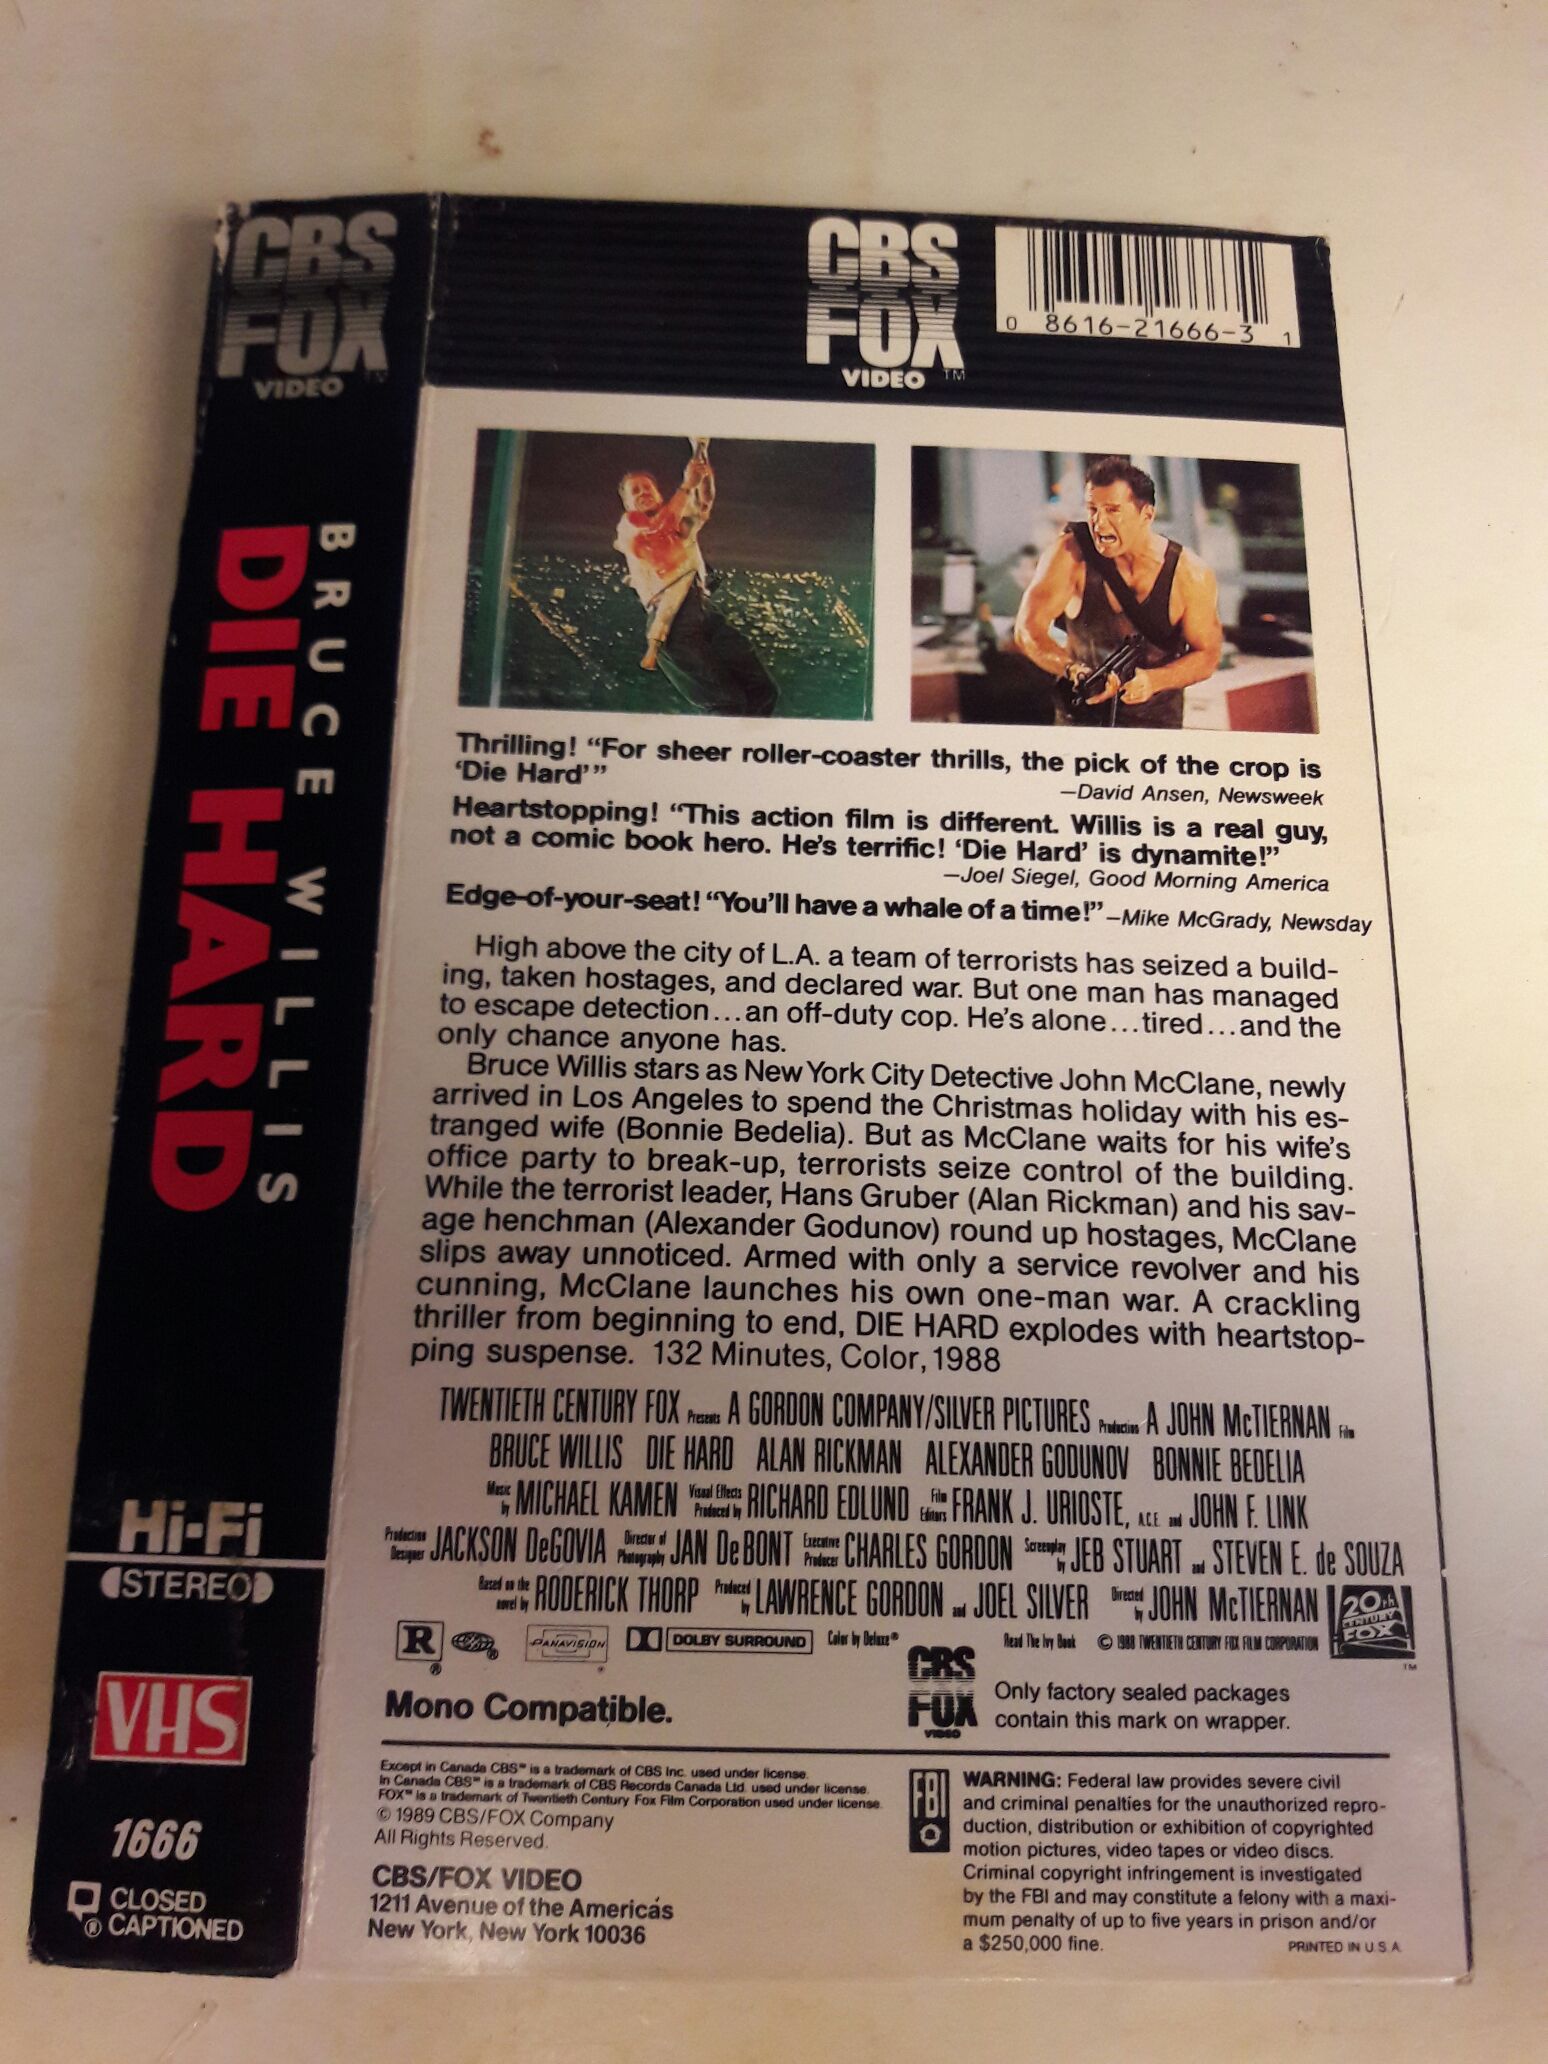 CBS
FOX
VIDEO
TV
BRUCE WILLIS
DIE HARD
Hi-Fi
STEREO
VHS
1666
CLOSED
® CAPTIONED
CBS
FOX
VIDEO ™
0 8616-21666-3 1
Thrilling! “For sheer roller-coaster thrills, the pick of the crop is
‘Die Hard’”
—David Ansen, Newsweek
Heartstopping! “This action film is different. Willis is a real guy,
not a comic book hero. He’s terrific! ‘Die Hard’ is dynamite!”
—Joel Siegel, Good Morning America
Edge-of-your-seat! “You’ll have a whale of a time!” —Mike McGrady, Newsday
High above the city of L.A. a team of terrorists has seized a build-
ing, taken hostages, and declared war. But one man has managed
to escape detection...an off-duty cop. He’s alone...tired...and the
only chance anyone has.
Bruce Willis stars as New York City Detective John McClane, newly
arrived in Los Angeles to spend the Christmas holiday with his es-
tranged wife (Bonnie Bedelia). But as McClane waits for his wife’s
office party to break-up, terrorists seize control of the building.
While the terrorist leader, Hans Gruber (Alan Rickman) and his sav-
age henchman (Alexander Godunov) round up hostages, McClane
slips away unnoticed. Armed with only a service revolver and his
cunning, McClane launches his own one-man war. A crackling
thriller from beginning to end, DIE HARD explodes with heartstop-
ping suspense. 132 Minutes, Color, 1988
TWENTIETH CENTURY FOX Presents A GORDON COMPANY/SILVER PICTURES Production A JOHN McTIERNAN Film
BRUCE WILLIS DIE HARD ALAN RICKMAN ALEXANDER GODUNOV BONNIE BEDELIA
Music by MICHAEL KAMEN Visual Effects Produced by RICHARD EDLUND Film Editors FRANK J. URIOSTE, A.C.E. and JOHN F. LINK
Production Designer JACKSON DeGOVIA Director of Photography JAN DeBONT Executive Producer CHARLES GORDON Screenplay by JEB STUART and STEVEN E. de SOUZA
Based on the novel by RODERICK THORP Produced by LAWRENCE GORDON and JOEL SILVER Directed by JOHN McTIERNAN
20th
CENTURY
FOX
™
R ® ® PANAVISION ® DOLBY SURROUND Color by Deluxe® Read The Ivy Book © 1988 TWENTIETH CENTURY FOX FILM CORPORATION
Mono Compatible.
CBS
FOX
VIDEO
Only factory sealed packages
contain this mark on wrapper.
Except in Canada CBS™ is a trademark of CBS Inc. used under license.
In Canada CBS™ is a trademark of CBS Records Canada Ltd. used under license.
FOX™ is a trademark of Twentieth Century Fox Film Corporation used under license.
© 1989 CBS/FOX Company
All Rights Reserved.
CBS/FOX VIDEO
1211 Avenue of the Americas
New York, New York 10036
FBI
WARNING: Federal law provides severe civil
and criminal penalties for the unauthorized repro-
duction, distribution or exhibition of copyrighted
motion pictures, video tapes or video discs.
Criminal copyright infringement is investigated
by the FBI and may constitute a felony with a maxi-
mum penalty of up to five years in prison and/or
a $250,000 fine.
PRINTED IN U.S.A.